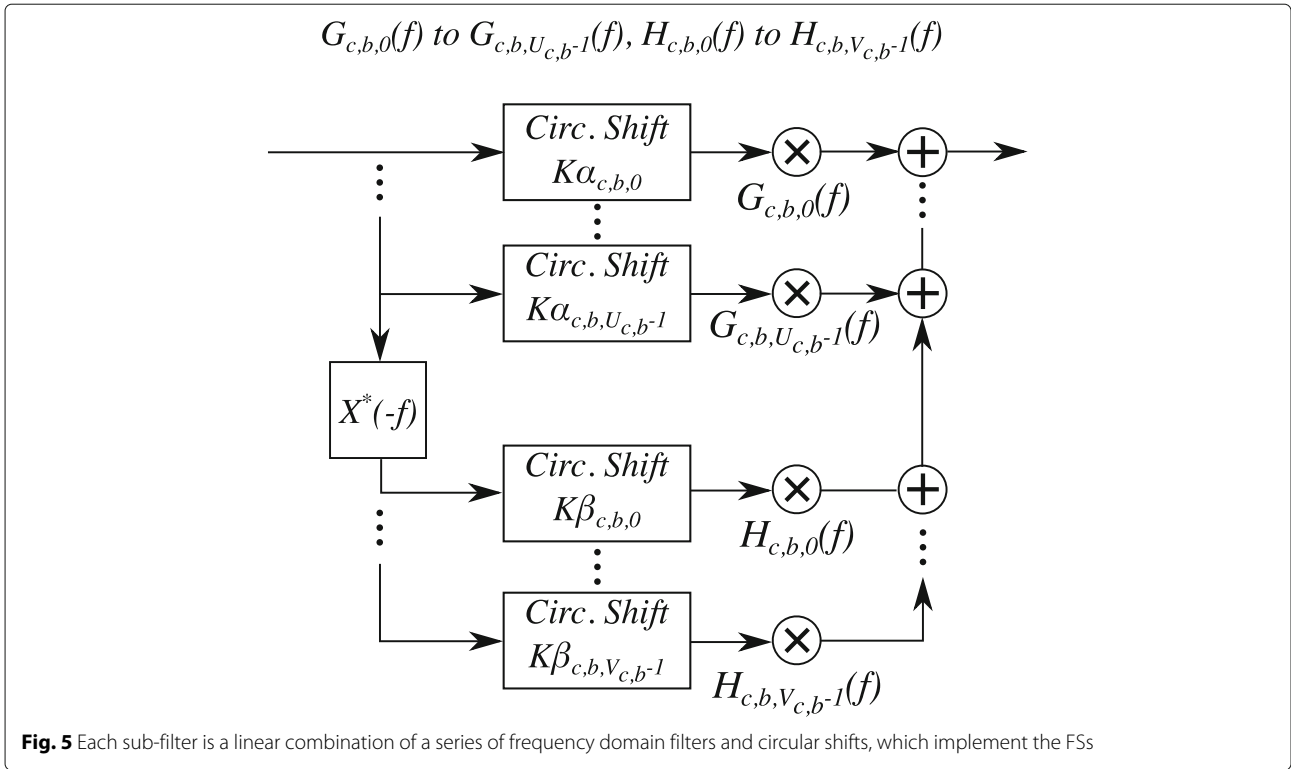 G_{c,b,0}(f) to G_{c,b,U_{c,b}-1}(f), H_{c,b,0}(f) to H_{c,b,V_{c,b}-1}(f)
Circ. Shift
Kα_{c,b,0}
G_{c,b,0}(f)
Circ. Shift
Kα_{c,b,U_{c,b}-1}
G_{c,b,U_{c,b}-1}(f)
X^*(-f)
Circ. Shift
Kβ_{c,b,0}
H_{c,b,0}(f)
Circ. Shift
Kβ_{c,b,V_{c,b}-1}
H_{c,b,V_{c,b}-1}(f)
Fig. 5 Each sub-filter is a linear combination of a series of frequency domain filters and circular shifts, which implement the FSs